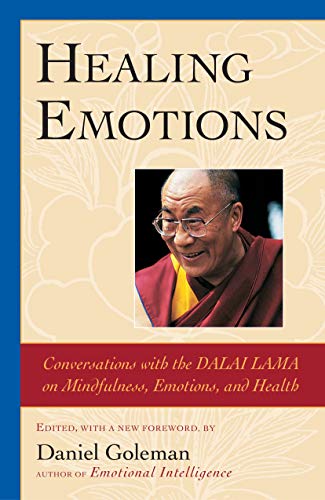 HEALING
EMOTIONS
Conversations with the DALAI LAMA
on Mindfulness, Emotions, and Health
EDITED, WITH A NEW FOREWORD, BY
Daniel Goleman
AUTHOR OF Emotional Intelligence